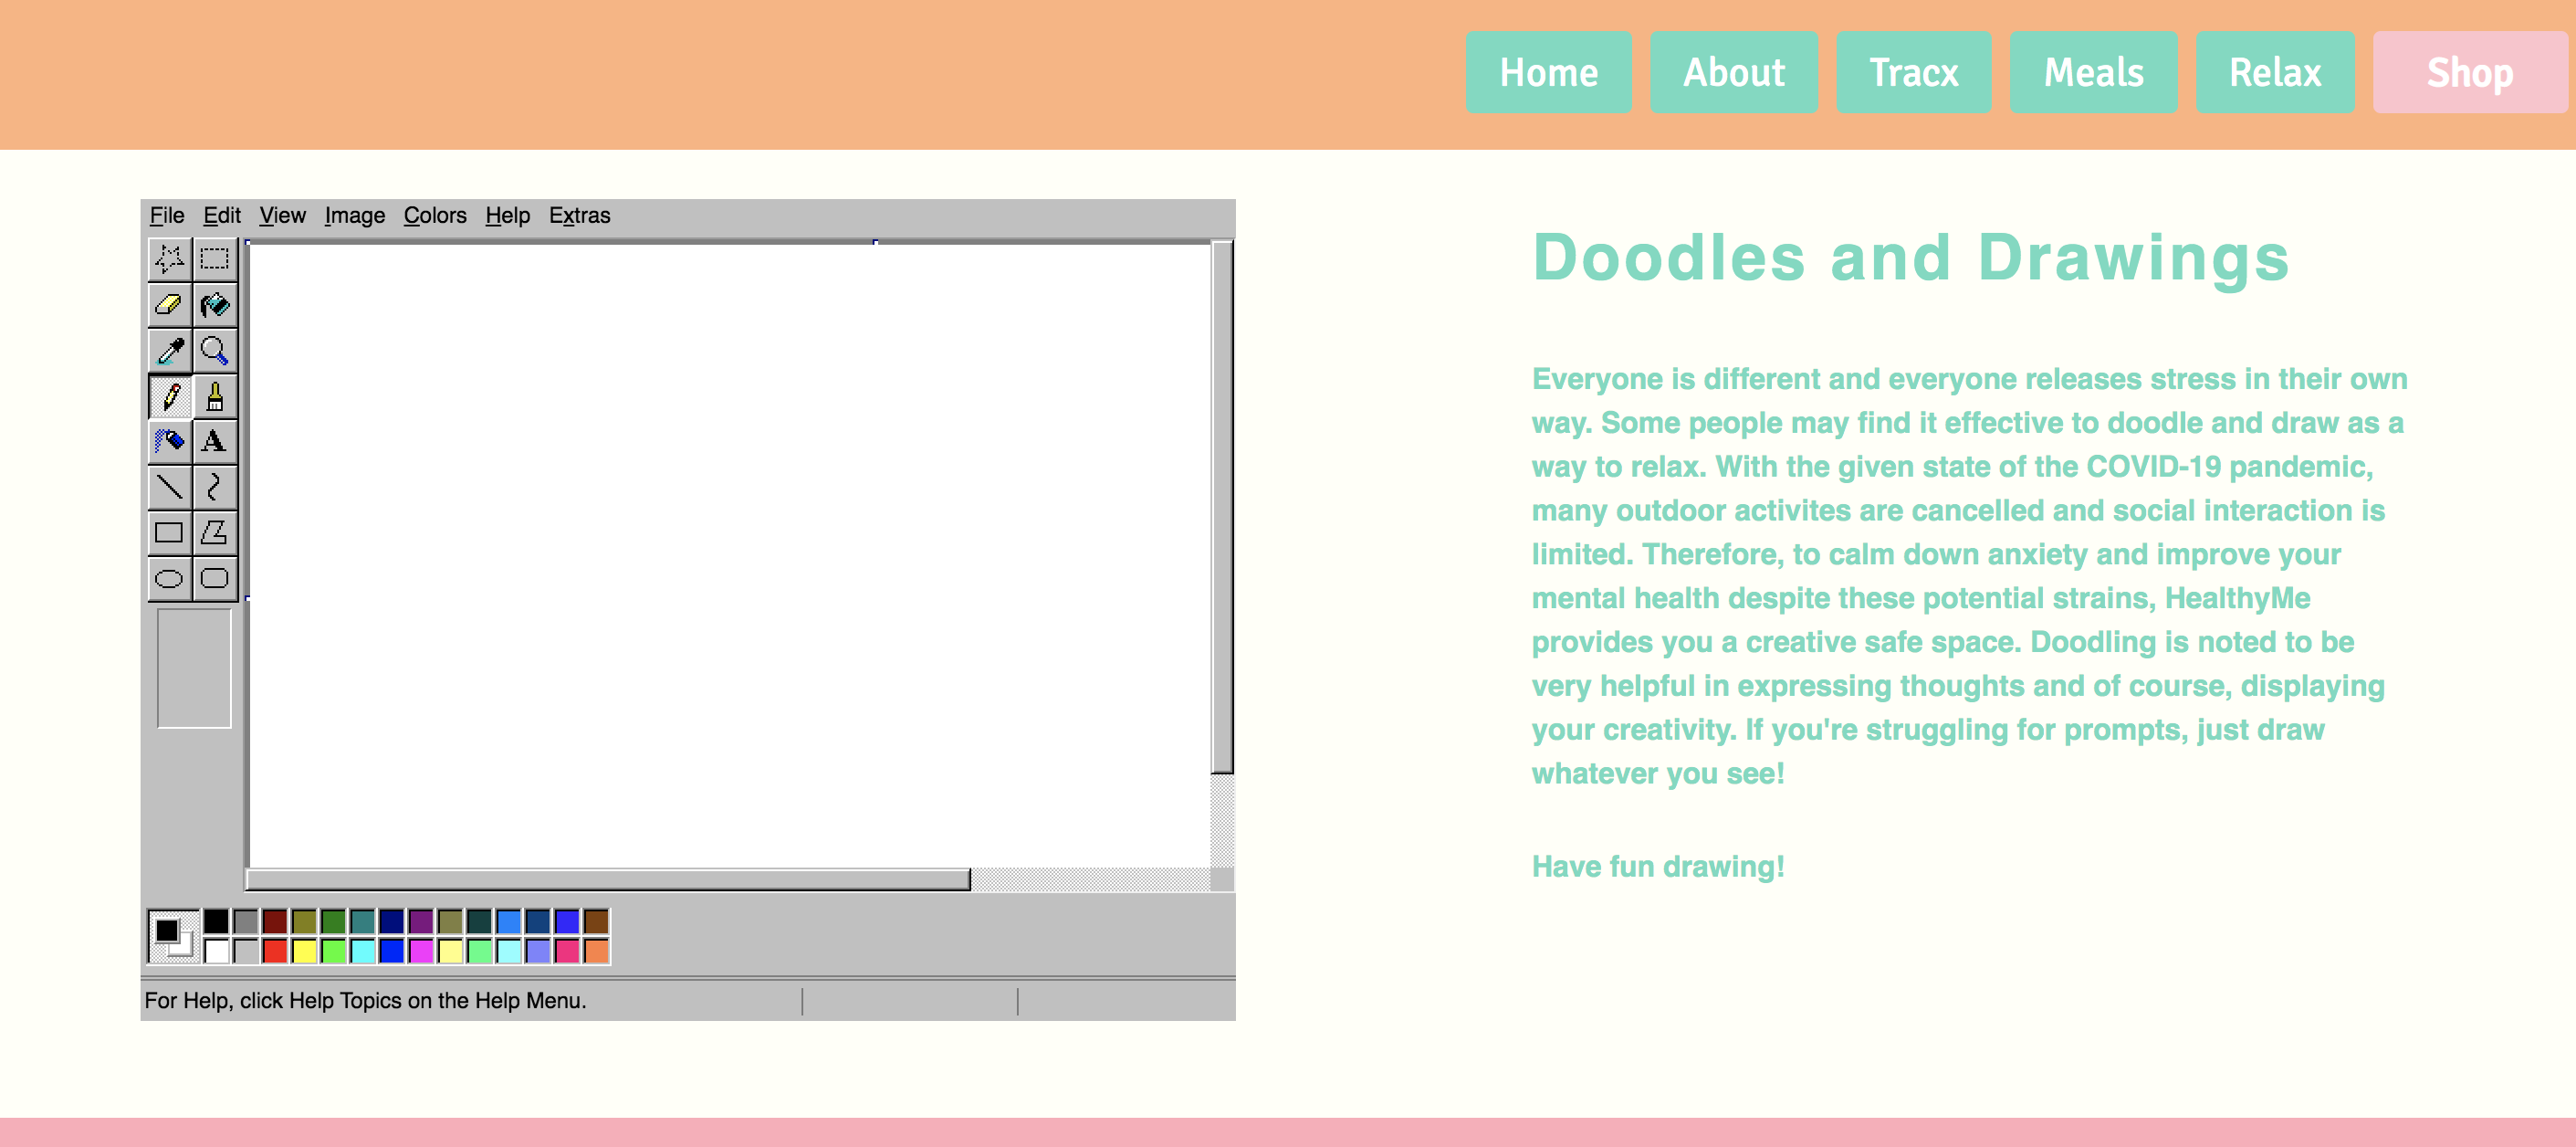 Home About Tracx Meals Relax Shop
File Edit View Image Colors Help Extras
A
For Help, click Help Topics on the Help Menu.
Doodles and Drawings
Everyone is different and everyone releases stress in their own
way. Some people may find it effective to doodle and draw as a
way to relax. With the given state of the COVID-19 pandemic,
many outdoor activites are cancelled and social interaction is
limited. Therefore, to calm down anxiety and improve your
mental health despite these potential strains, HealthyMe
provides you a creative safe space. Doodling is noted to be
very helpful in expressing thoughts and of course, displaying
your creativity. If you're struggling for prompts, just draw
whatever you see!
Have fun drawing!